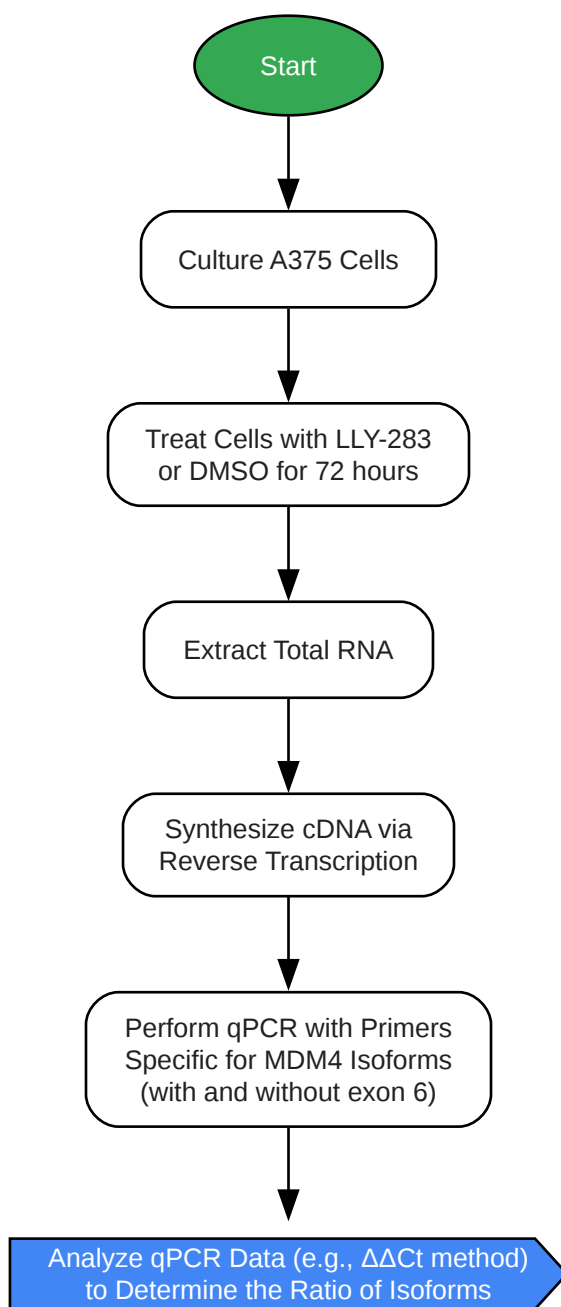 Start
Culture A375 Cells
Treat Cells with LLY-283
or DMSO for 72 hours
Extract Total RNA
Synthesize cDNA via
Reverse Transcription
Perform qPCR with Primers
Specific for MDM4 Isoforms
(with and without exon 6)
Analyze qPCR Data (e.g., ΔΔCt method)
to Determine the Ratio of Isoforms